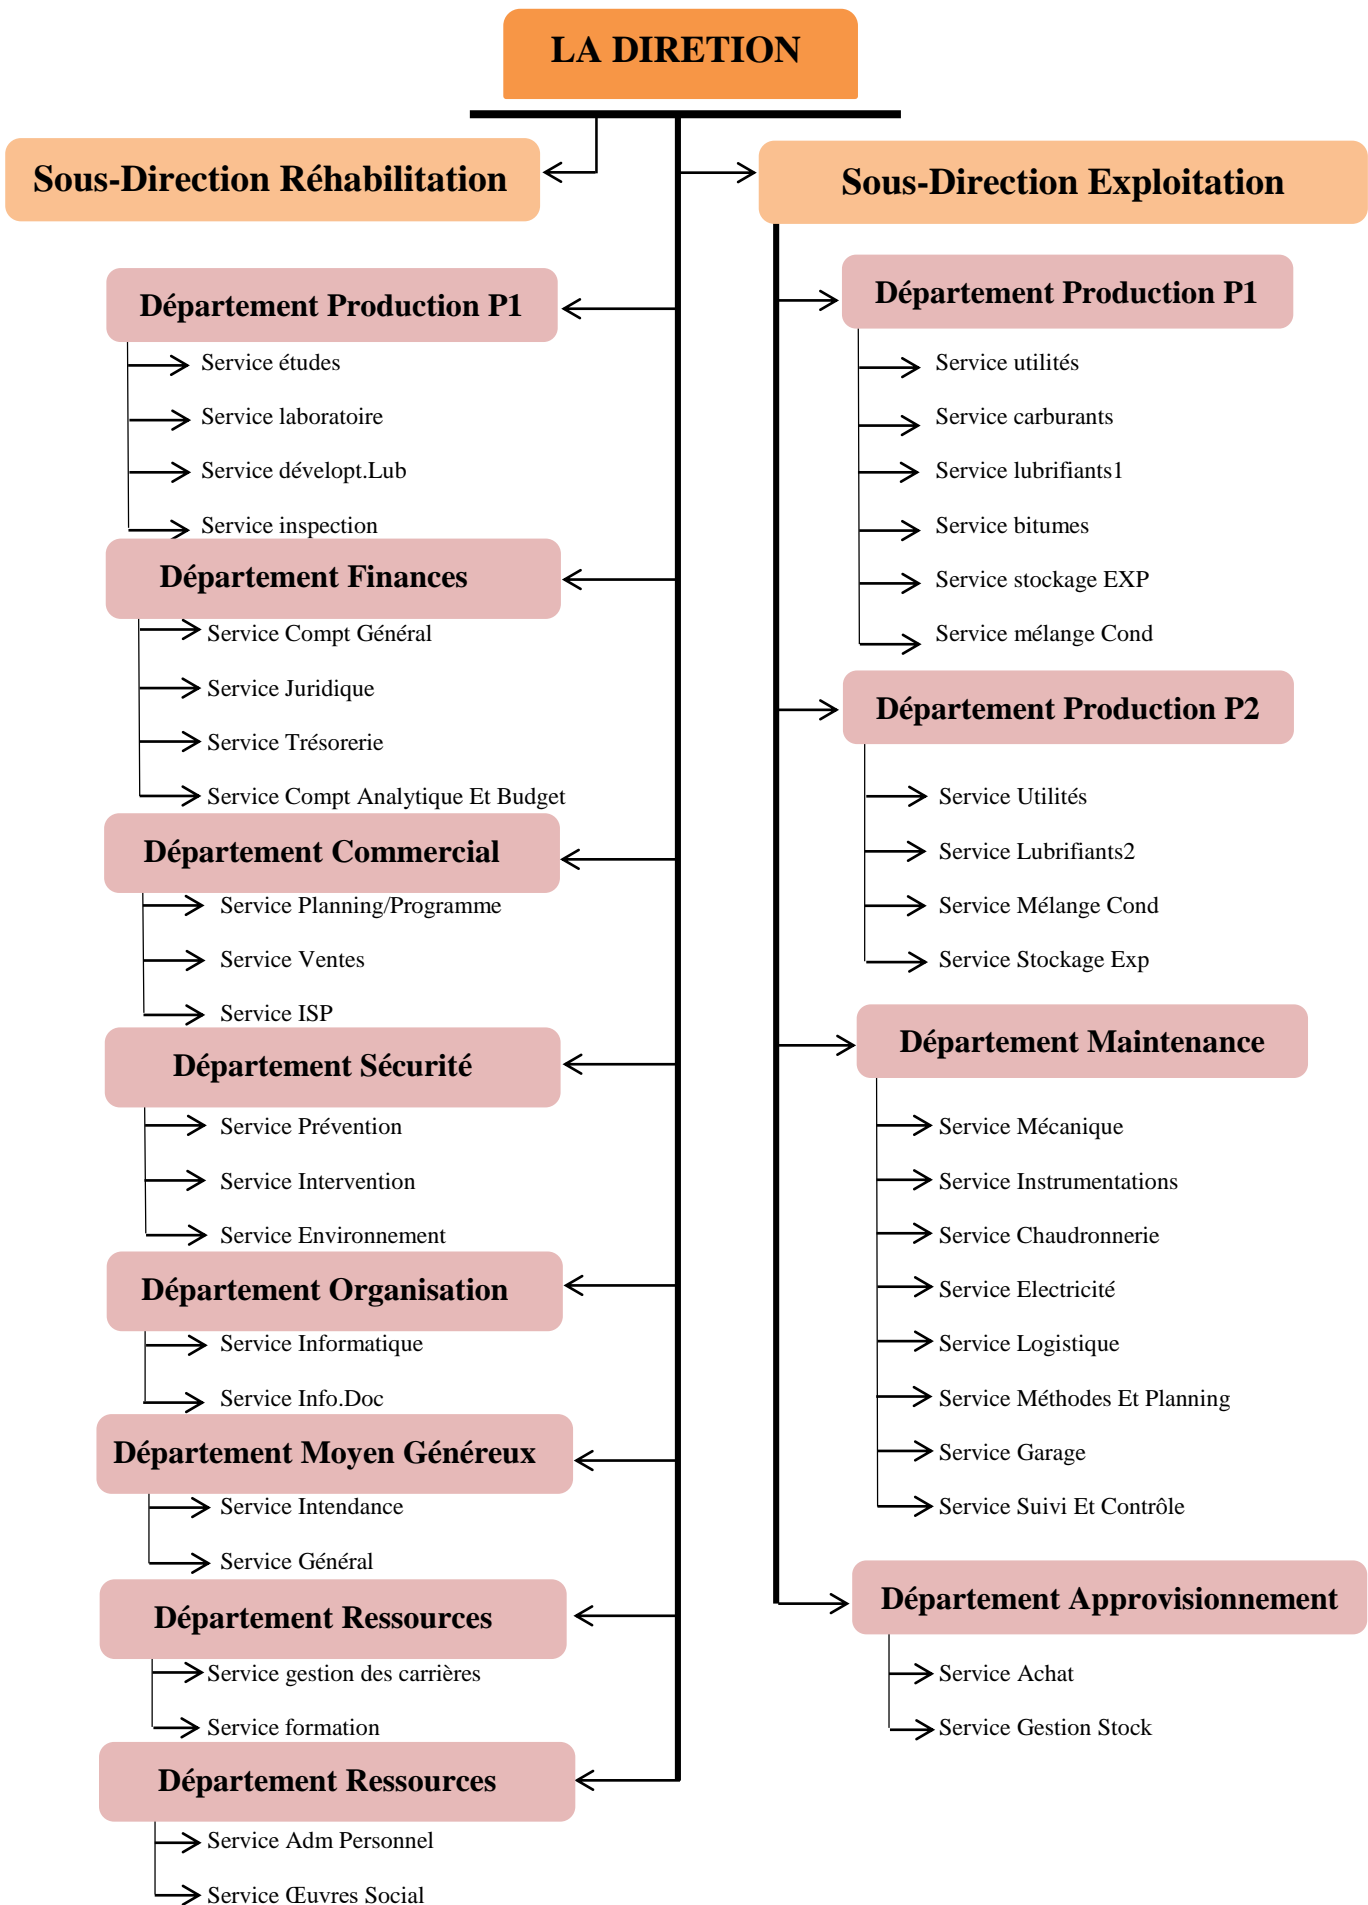 LA DIRETION
Sous-Direction Réhabilitation
Sous-Direction Exploitation
Département Production P1
Service études
Service laboratoire
Service dévelopt.Lub
Service inspection
Département Finances
Service Compt Général
Service Juridique
Service Trésorerie
Service Compt Analytique Et Budget
Département Commercial
Service Planning/Programme
Service Ventes
Service ISP
Département Sécurité
Service Prévention
Service Intervention
Service Environnement
Département Organisation
Service Informatique
Service Info.Doc
Département Moyen Généreux
Service Intendance
Service Général
Département Ressources
Service gestion des carrières
Service formation
Département Ressources
Service Adm Personnel
Service Œuvres Social
Département Production P1
Service utilités
Service carburants
Service lubrifiants1
Service bitumes
Service stockage EXP
Service mélange Cond
Département Production P2
Service Utilités
Service Lubrifiants2
Service Mélange Cond
Service Stockage Exp
Département Maintenance
Service Mécanique
Service Instrumentations
Service Chaudronnerie
Service Electricité
Service Logistique
Service Méthodes Et Planning
Service Garage
Service Suivi Et Contrôle
Département Approvisionnement
Service Achat
Service Gestion Stock